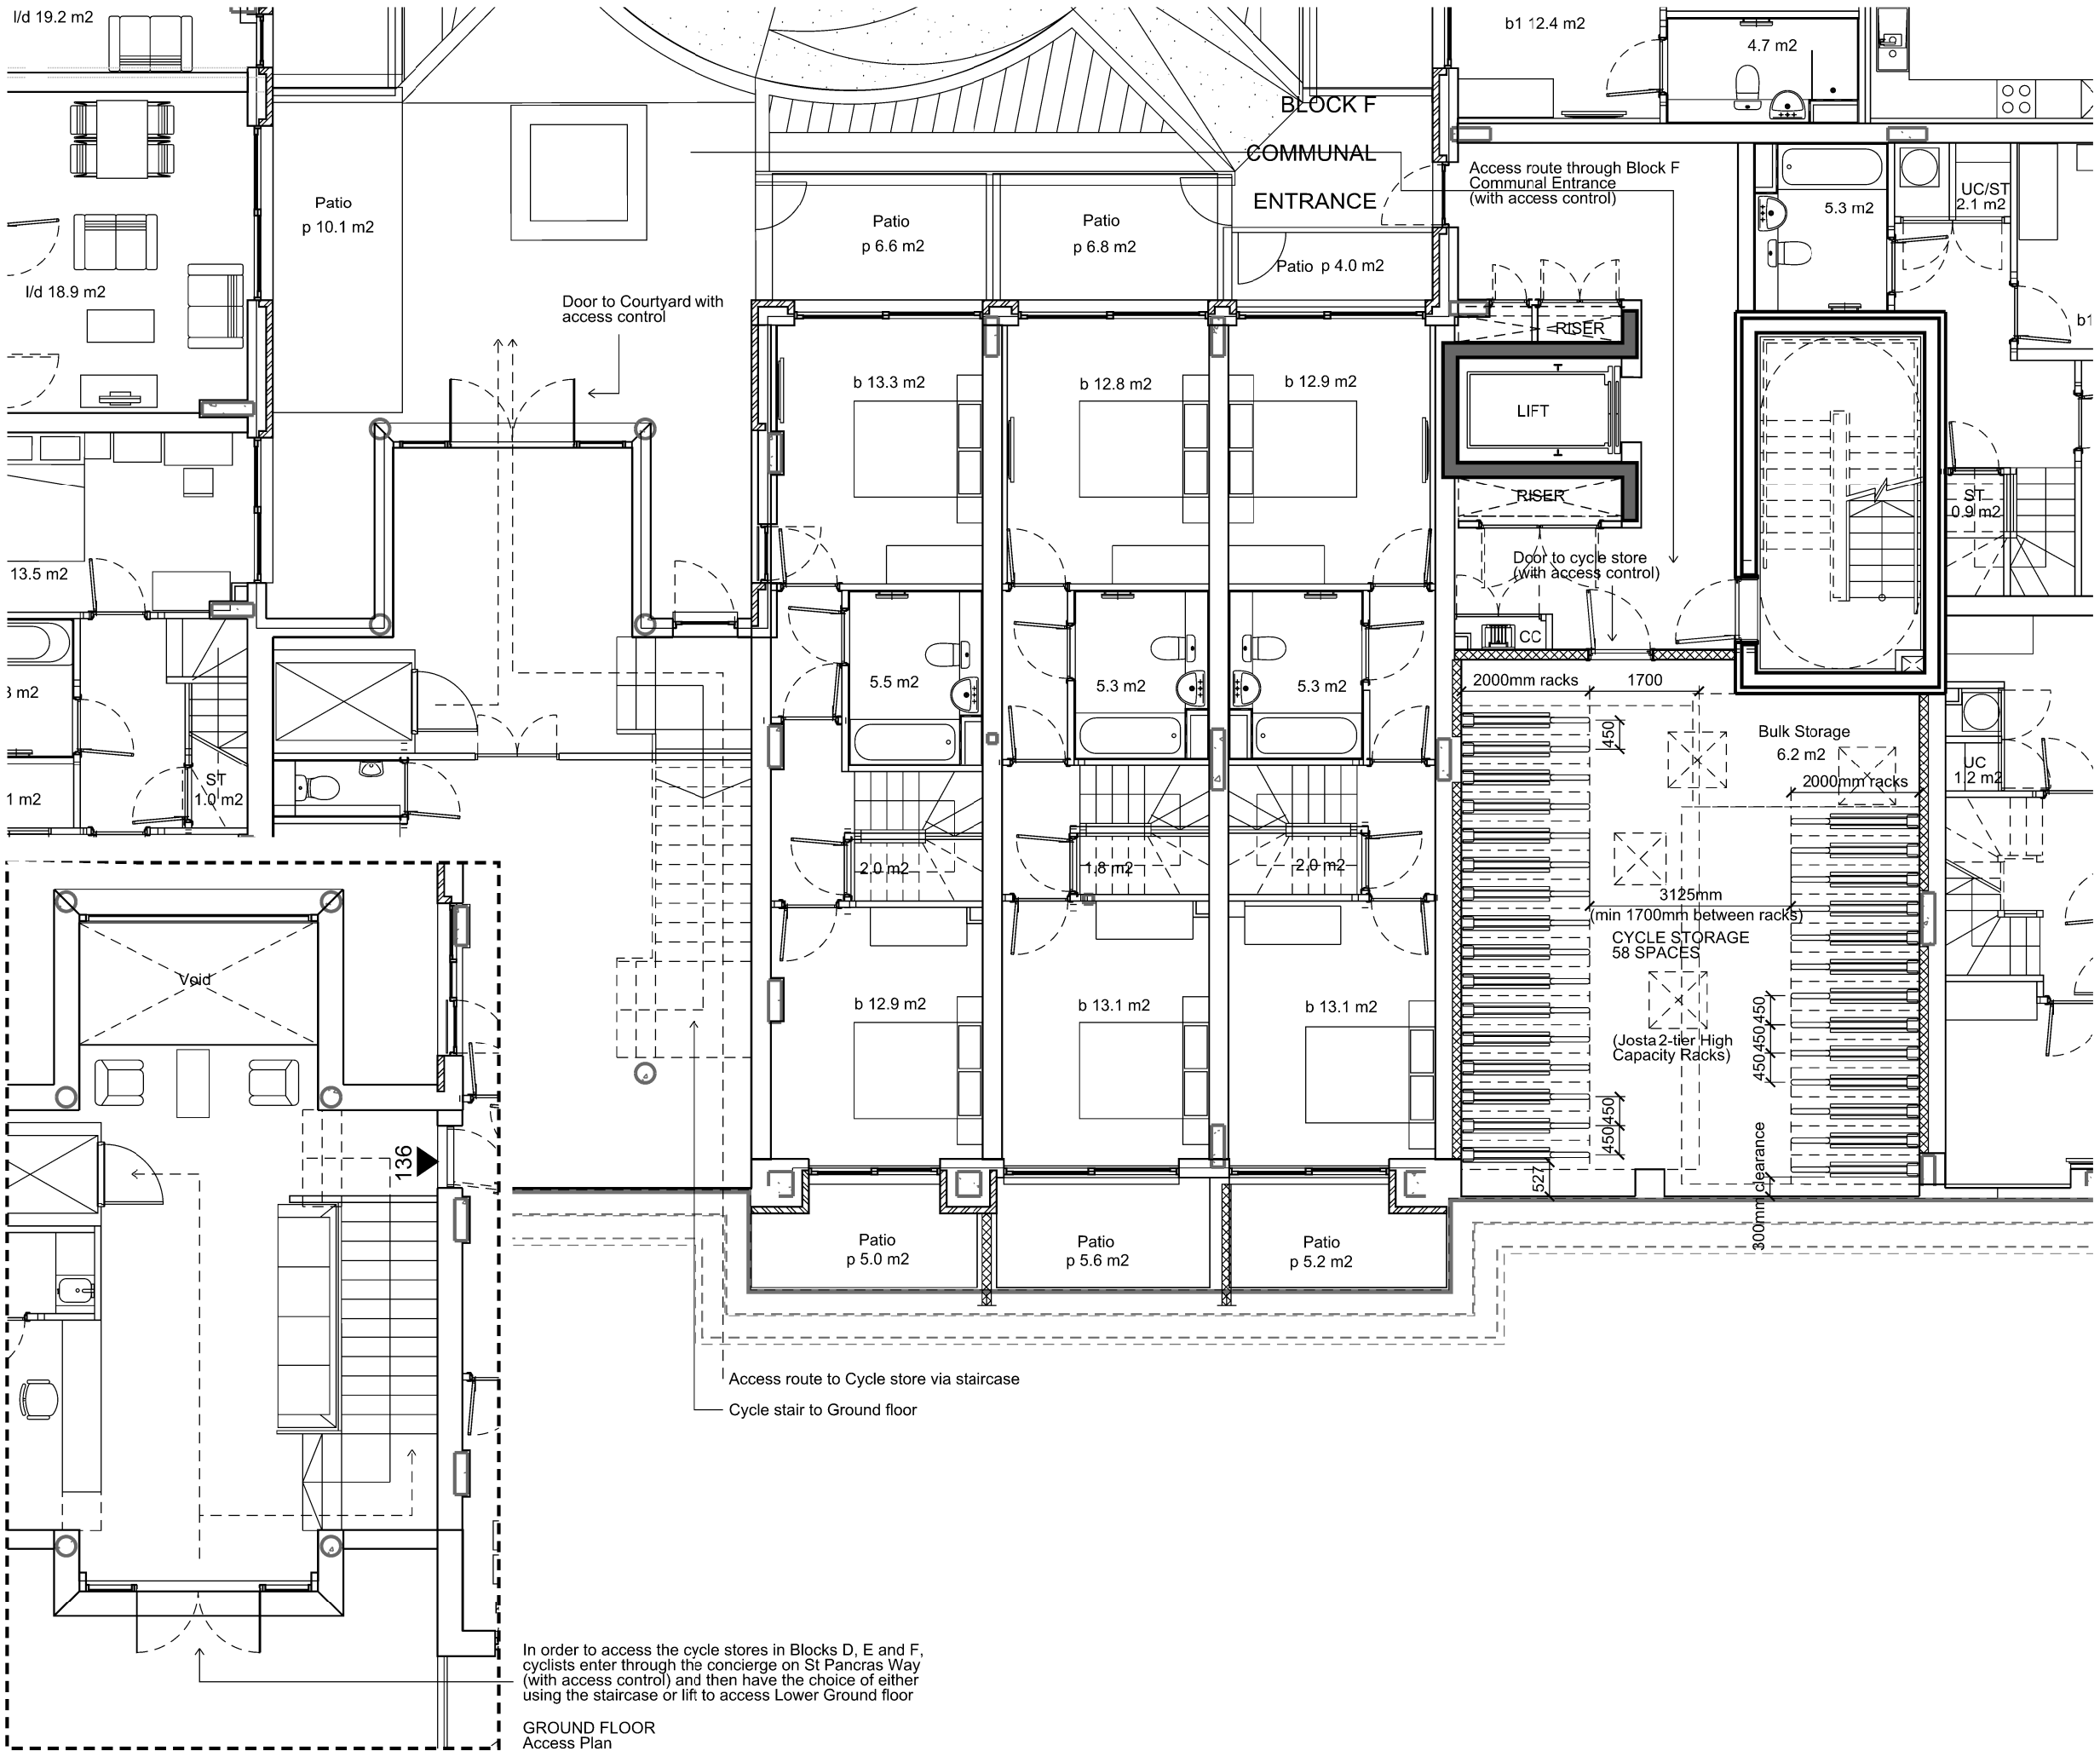 l/d 19.2 m2
b1 12.4 m2
4.7 m2
BLOCK F
COMMUNAL
ENTRANCE
Access route through Block F
Communal Entrance
(with access control)
UC/ST
2.1 m2
5.3 m2
Patio
p 10.1 m2
Patio
p 6.6 m2
Patio
p 6.8 m2
Patio p 4.0 m2
l/d 18.9 m2
Door to Courtyard with
access control
RISER
b1
b 13.3 m2
b 12.8 m2
b 12.9 m2
LIFT
RISER
ST
0.9 m2
13.5 m2
Door to cycle store
(with access control)
CC
5.5 m2
5.3 m2
5.3 m2
2000mm racks
1700
3 m2
450
Bulk Storage
6.2 m2
2000mm racks
UC
1.2 m2
ST
1.0 m2
1 m2
2.0 m2
1.8 m2
2.0 m2
3125mm
(min 1700mm between racks)
CYCLE STORAGE
58 SPACES
Void
b 12.9 m2
b 13.1 m2
b 13.1 m2
450
450
450
(Josta 2-tier High
Capacity Racks)
450
450
136
527
300mm clearance
Patio
p 5.0 m2
Patio
p 5.6 m2
Patio
p 5.2 m2
Access route to Cycle store via staircase
Cycle stair to Ground floor
In order to access the cycle stores in Blocks D, E and F,
cyclists enter through the concierge on St Pancras Way
(with access control) and then have the choice of either
using the staircase or lift to access Lower Ground floor
GROUND FLOOR
Access Plan